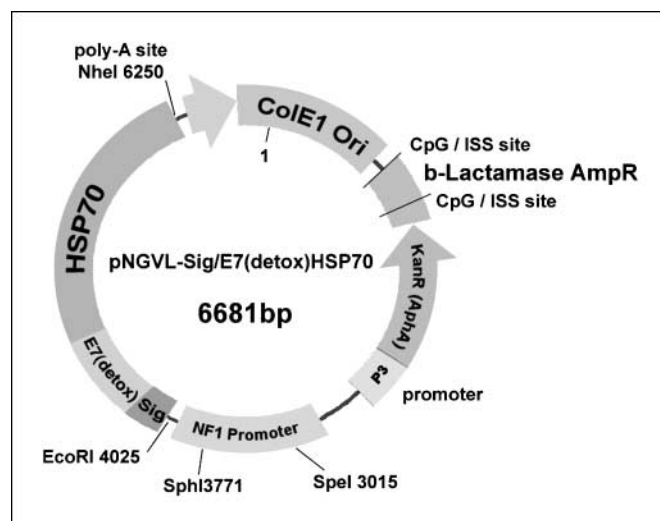 poly-A site
NheI 6250
ColE1 Ori
1
CpG / ISS site
b-Lactamase AmpR
CpG / ISS site
HSP70
pNGVL-Sig/E7(detox)HSP70
6681bp
KanR (AphA)
P3
promoter
E7(detox)
Sig
NF1 Promoter
EcoRI 4025
SphI3771
SpeI 3015